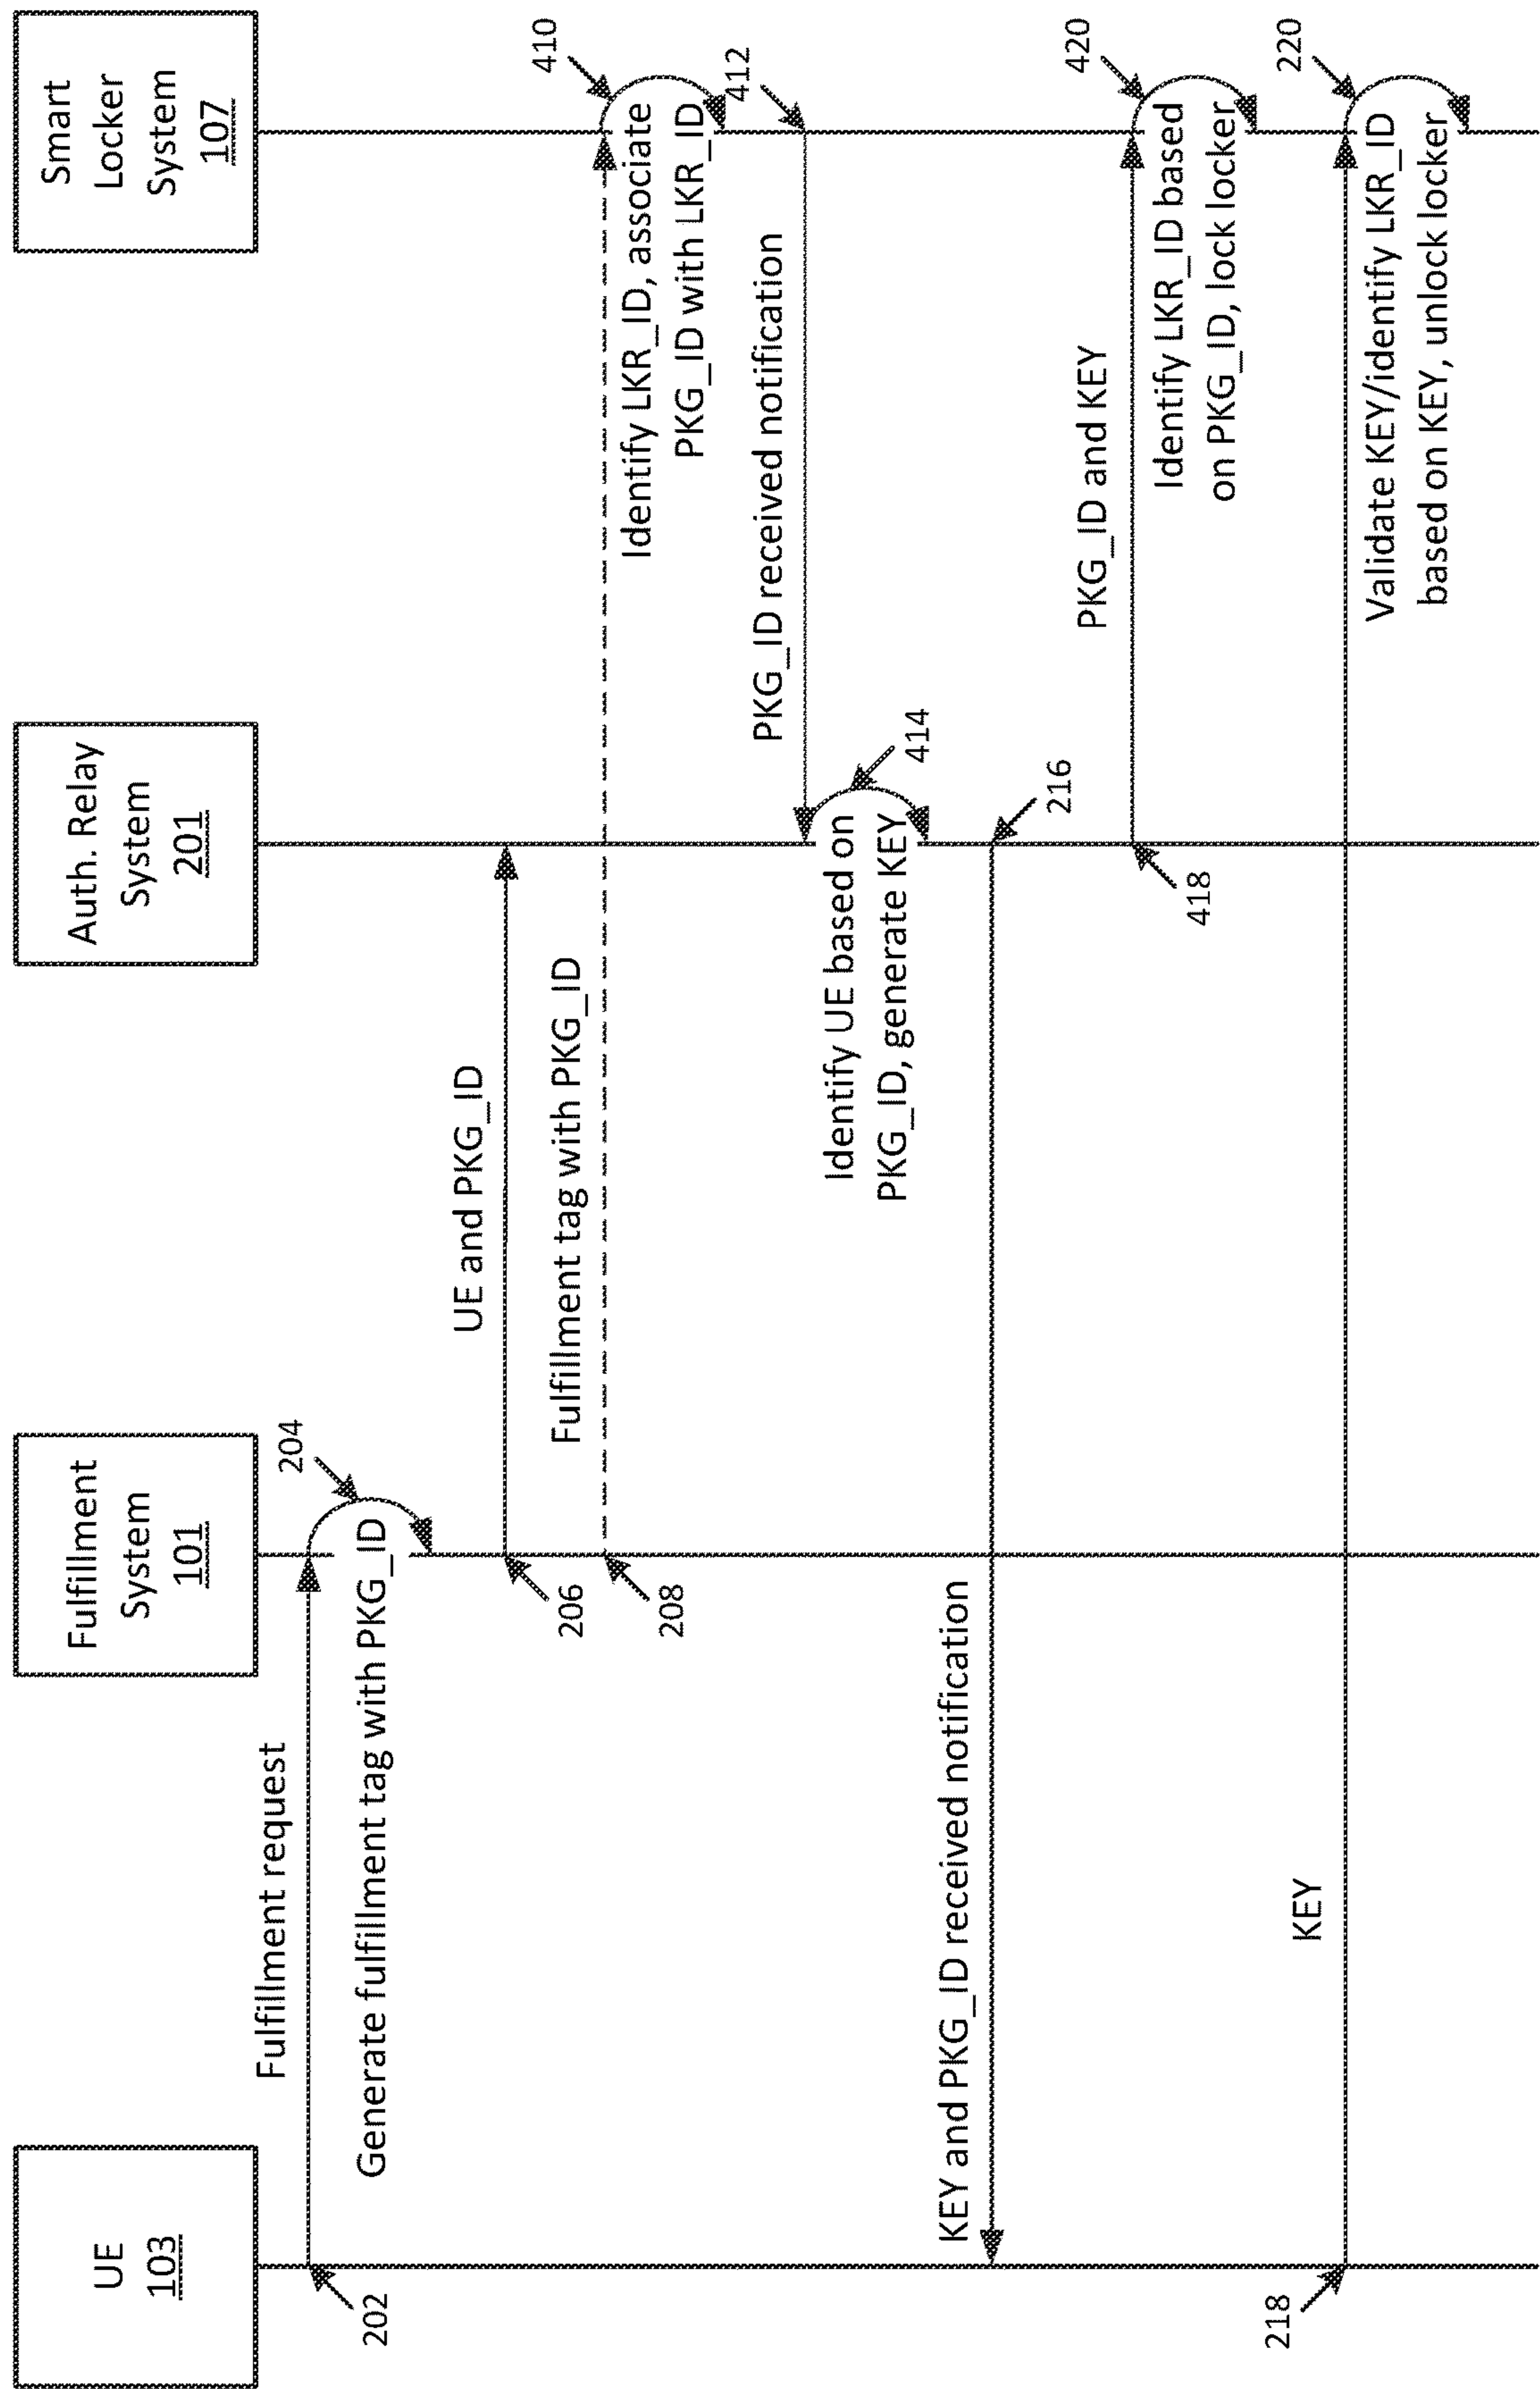 UE
103
Fulfillment
System
101
Auth. Relay
System
201
Smart
Locker
System
107
202
Fulfillment request
204
Generate fulfillment tag with PKG_ID
UE and PKG_ID
206
Fulfillment tag with PKG_ID
208
410
Identify LKR_ID, associate
PKG_ID with LKR_ID
412
PKG_ID received notification
414
Identify UE based on
PKG_ID, generate KEY
216
KEY and PKG_ID received notification
PKG_ID and KEY
418
420
Identify LKR_ID based
on PKG_ID, lock locker
218
KEY
220
Validate KEY/identify LKR_ID
based on KEY, unlock locker